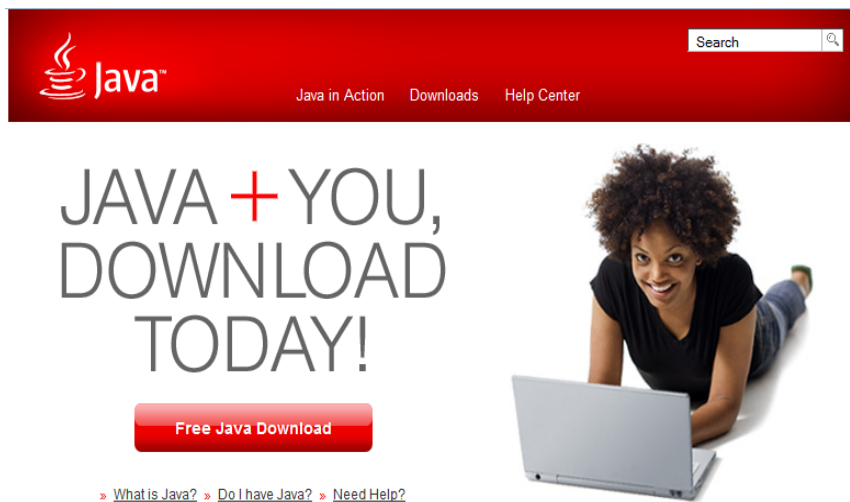 Search
Java™
Java in Action Downloads Help Center
JAVA + YOU,
DOWNLOAD
TODAY!
Free Java Download
» What is Java? » Do I have Java? » Need Help?